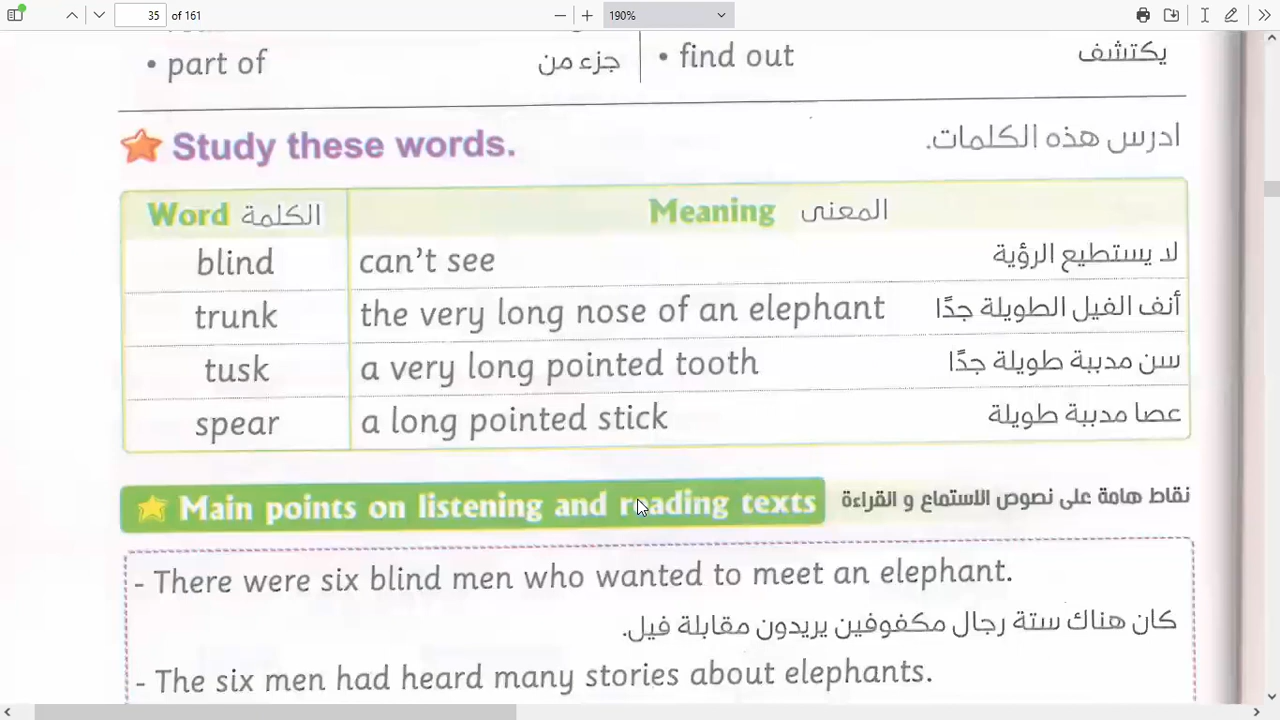 35 of 161
190%
• part of جزء من • find out يكتشف
Study these words. ادرس هذه الكلمات.
Word الكلمة Meaning المعنى
blind can't see لا يستطيع الرؤية
trunk the very long nose of an elephant أنف الفيل الطويلة جدًا
tusk a very long pointed tooth سن مدببة طويلة جدًا
spear a long pointed stick عصا مدببة طويلة
Main points on listening and reading texts نقاط هامة على نصوص الاستماع و القراءة
- There were six blind men who wanted to meet an elephant.
كان هناك ستة رجال مكفوفين يريدون مقابلة فيل.
- The six men had heard many stories about elephants.